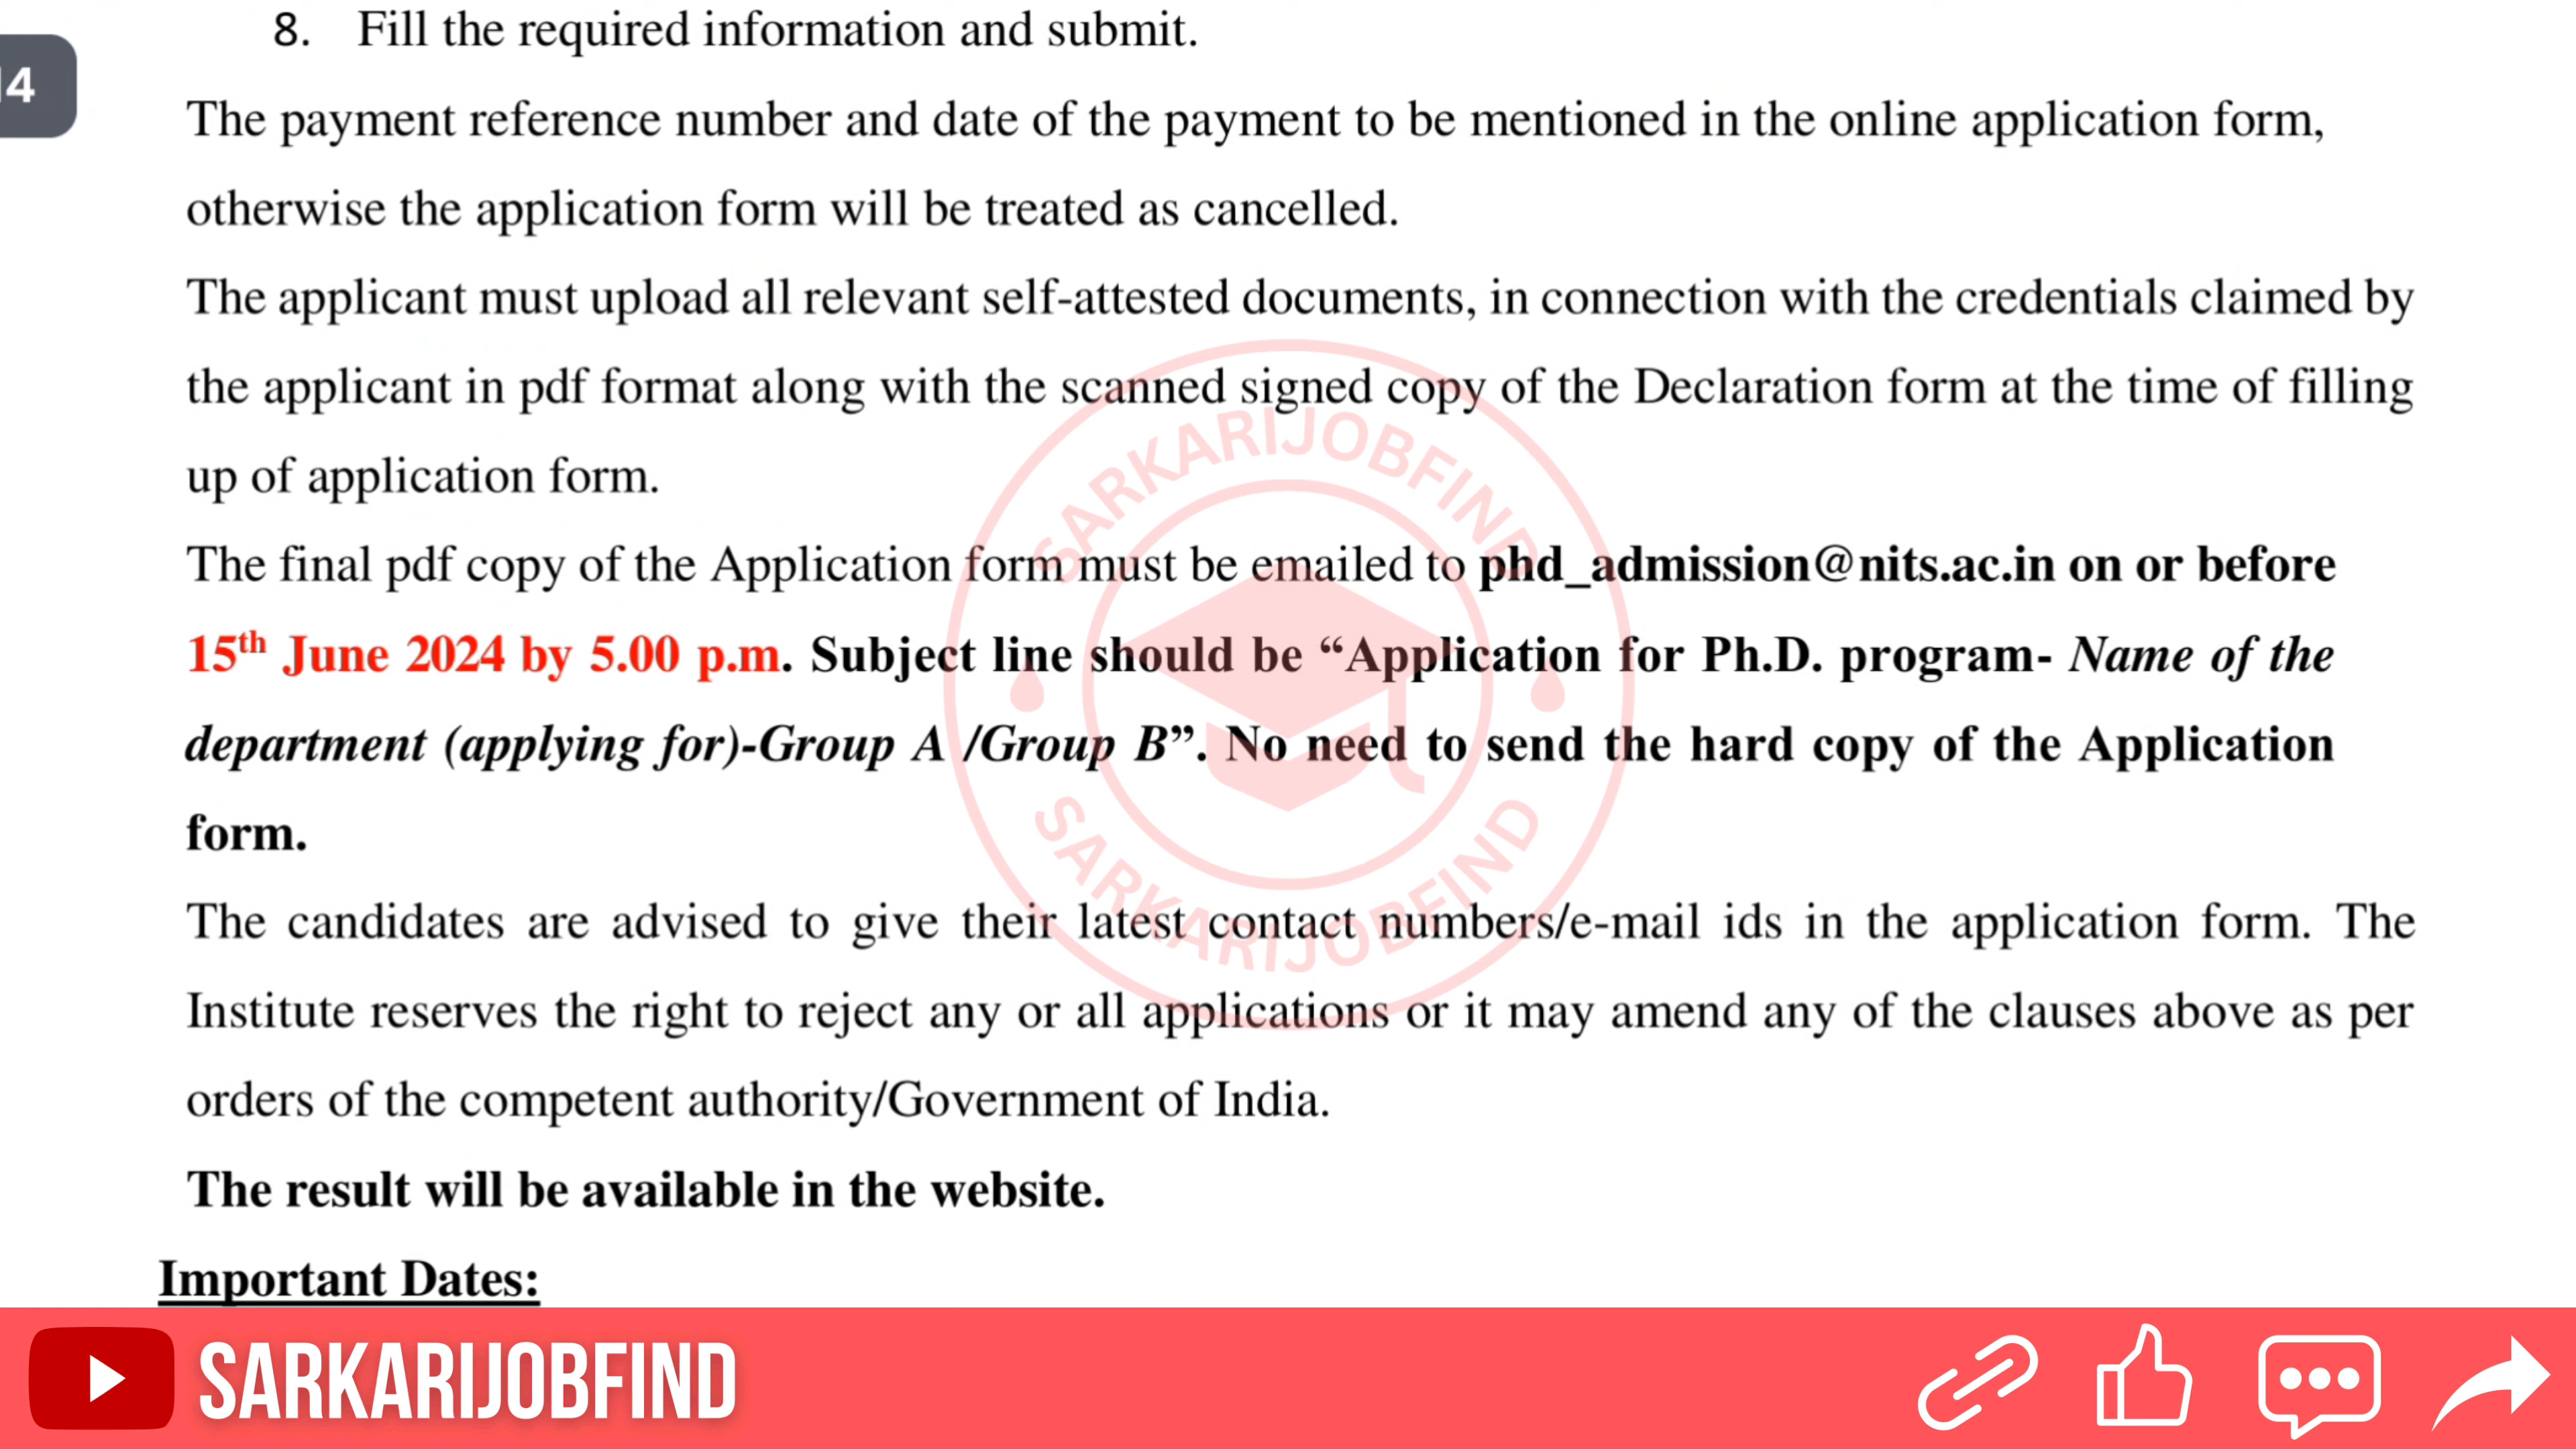 8. Fill the required information and submit.
14
The payment reference number and date of the payment to be mentioned in the online application form,
otherwise the application form will be treated as cancelled.
The applicant must upload all relevant self-attested documents, in connection with the credentials claimed by
the applicant in pdf format along with the scanned signed copy of the Declaration form at the time of filling
up of application form.
The final pdf copy of the Application form must be emailed to phd_admission@nits.ac.in on or before
15th June 2024 by 5.00 p.m. Subject line should be “Application for Ph.D. program- Name of the
department (applying for)-Group A /Group B”. No need to send the hard copy of the Application
form.
The candidates are advised to give their latest contact numbers/e-mail ids in the application form. The
Institute reserves the right to reject any or all applications or it may amend any of the clauses above as per
orders of the competent authority/Government of India.
The result will be available in the website.
Important Dates:
SARKARIJOBFIND
SARKARIJOBFIND
SARKARIJOBFIND